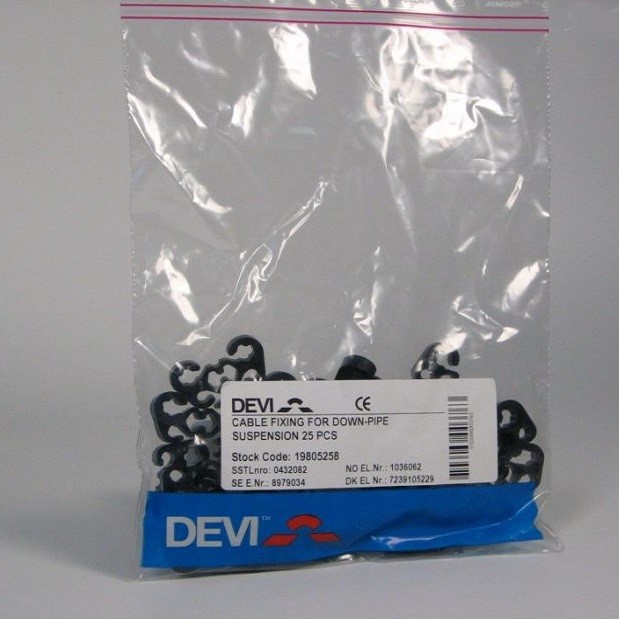 DEVI CE
CABLE FIXING FOR DOWN-PIPE
SUSPENSION 25 PCS
Stock Code: 19805258
SSTLnro: 0432082 NO EL.Nr.: 1036062
SE E.Nr.: 8979034 DK EL Nr.: 7239105229
DEVI™